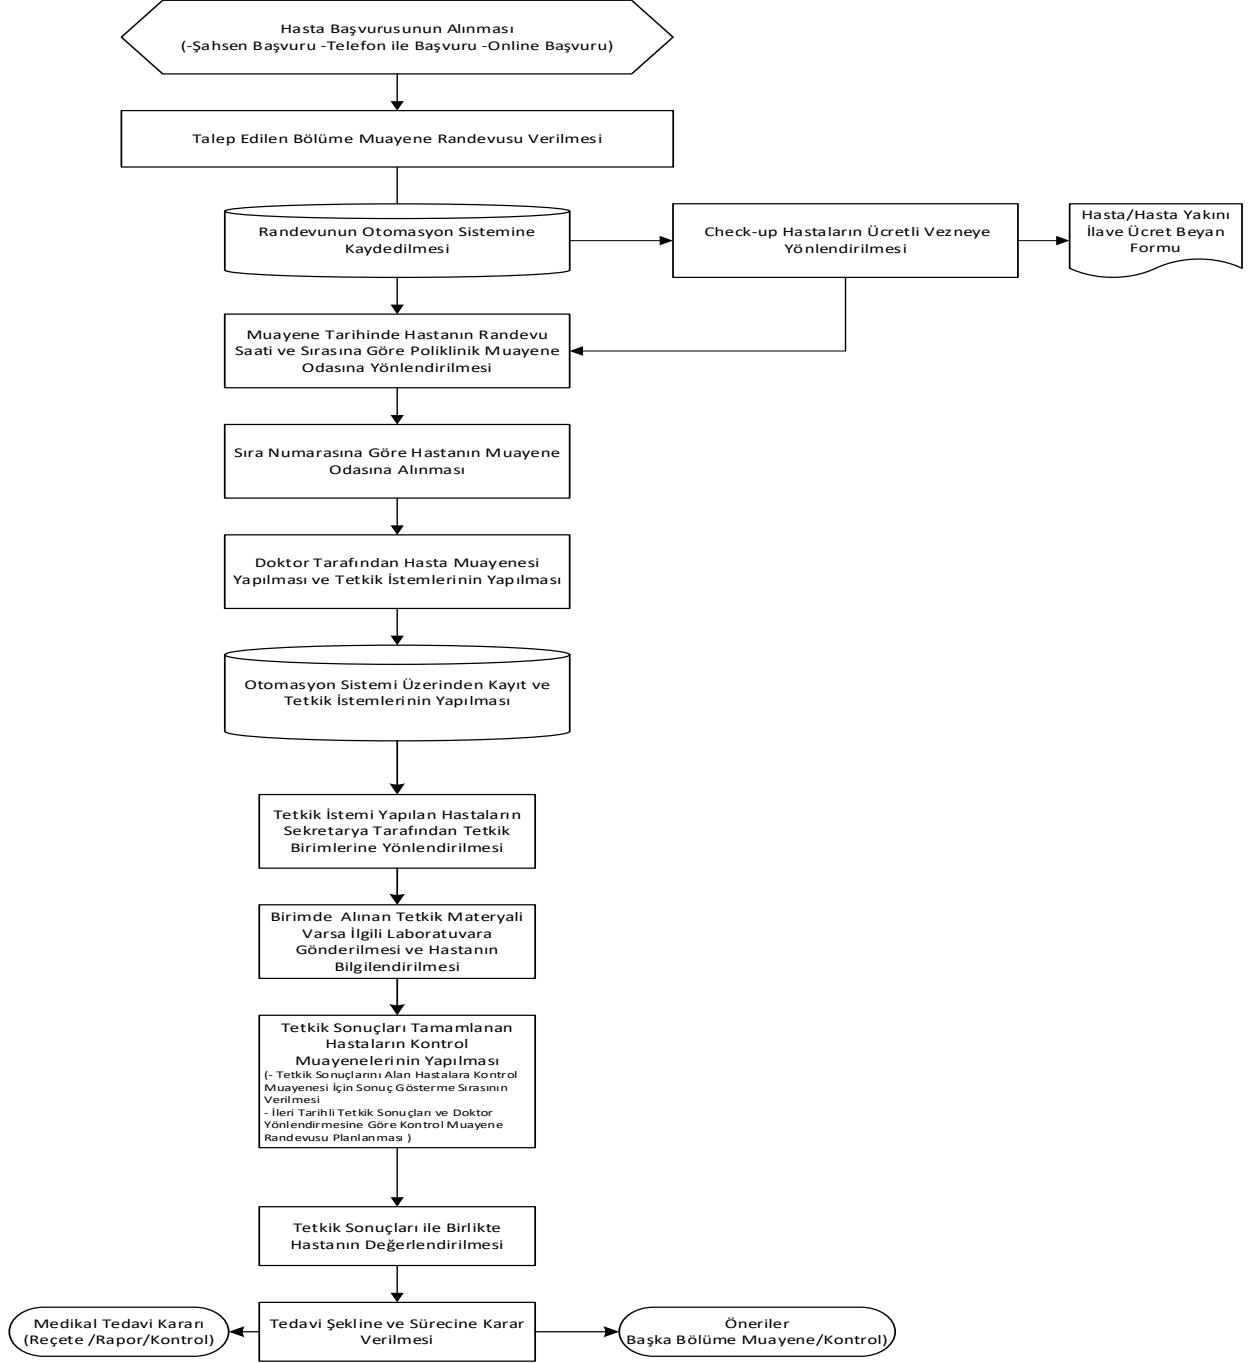 Hasta Başvurusunun Alınması
(-Şahsen Başvuru -Telefon ile Başvuru -Online Başvuru)
Talep Edilen Bölüme Muayene Randevusu Verilmesi
Randevunun Otomasyon Sistemine
Kaydedilmesi
Check-up Hastaların Ücretli Vezneye
Yönlendirilmesi
Hasta/Hasta Yakını
İlave Ücret Beyan
Formu
Muayene Tarihinde Hastanın Randevu
Saati ve Sırasına Göre Poliklinik Muayene
Odasına Yönlendirilmesi
Sıra Numarasına Göre Hastanın Muayene
Odasına Alınması
Doktor Tarafından Hasta Muayenesi
Yapılması ve Tetkik İstemlerinin Yapılması
Otomasyon Sistemi Üzerinden Kayıt ve
Tetkik İstemlerinin Yapılması
Tetkik İstemi Yapılan Hastaların
Sekretarya Tarafından Tetkik
Birimlerine Yönlendirilmesi
Birimde Alınan Tetkik Materyali
Varsa İlgili Laboratuvara
Gönderilmesi ve Hastanın
Bilgilendirilmesi
Tetkik Sonuçları Tamamlanan
Hastaların Kontrol
Muayenelerinin Yapılması
(- Tetkik Sonuçlarını Alan Hastalara Kontrol
Muayenesi İçin Sonuç Gösterme Sırasının
Verilmesi
- İleri Tarihli Tetkik Sonuçları ve Doktor
Yönlendirmesine Göre Kontrol Muayene
Randevusu Planlanması )
Tetkik Sonuçları ile Birlikte
Hastanın Değerlendirilmesi
Medikal Tedavi Kararı
(Reçete /Rapor/Kontrol)
Tedavi Şekline ve Sürecine Karar
Verilmesi
Öneriler
Başka Bölüme Muayene/Kontrol)